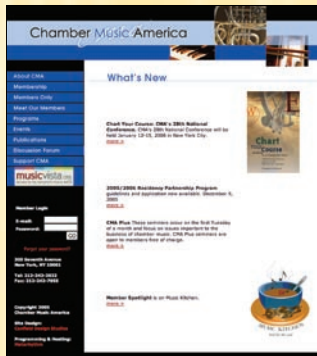 Chamber Music America
About CMA
Membership
Members Only
Meet Our Members
Programs
Events
Publications
Discussion Forum
Support CMA
musicvista.org
Member Login
E-mail:
Password:
GO
Forgot your password?
New York, NY 10001
Copyright 2005
Chamber Music America
Site Design:
Programming & Hosting:
What's New
Chart Your Course: CMA's 28th National
Conference. CMA's 28th National Conference will be
held January 12-15, 2006 in New York City.
more »
2005/2006 Residency Partnership Program
guidelines and application now available. December 5,
2005
more »
CMA Plus These seminars occur on the first Tuesday
of a month and focus on issues important to the
business of chamber music. CMA Plus seminars are
open to members free of charge.
more »
Member Spotlight is on Music Kitchen.
more »
Chart
Course
MUSIC KITCHEN